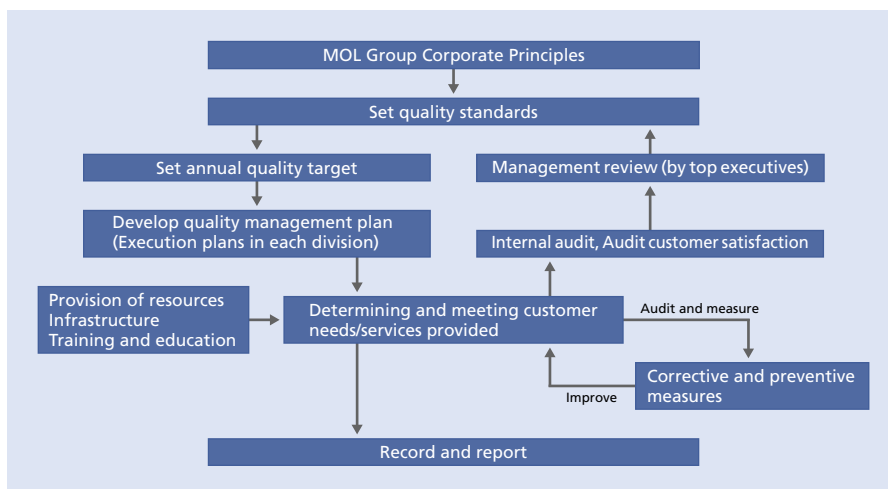 MOL Group Corporate Principles
Set quality standards
Set annual quality target
Management review (by top executives)
Develop quality management plan
(Execution plans in each division)
Internal audit, Audit customer satisfaction
Provision of resources
Infrastructure
Training and education
Determining and meeting customer
needs/services provided
Audit and measure
Corrective and preventive
measures
Improve
Record and report